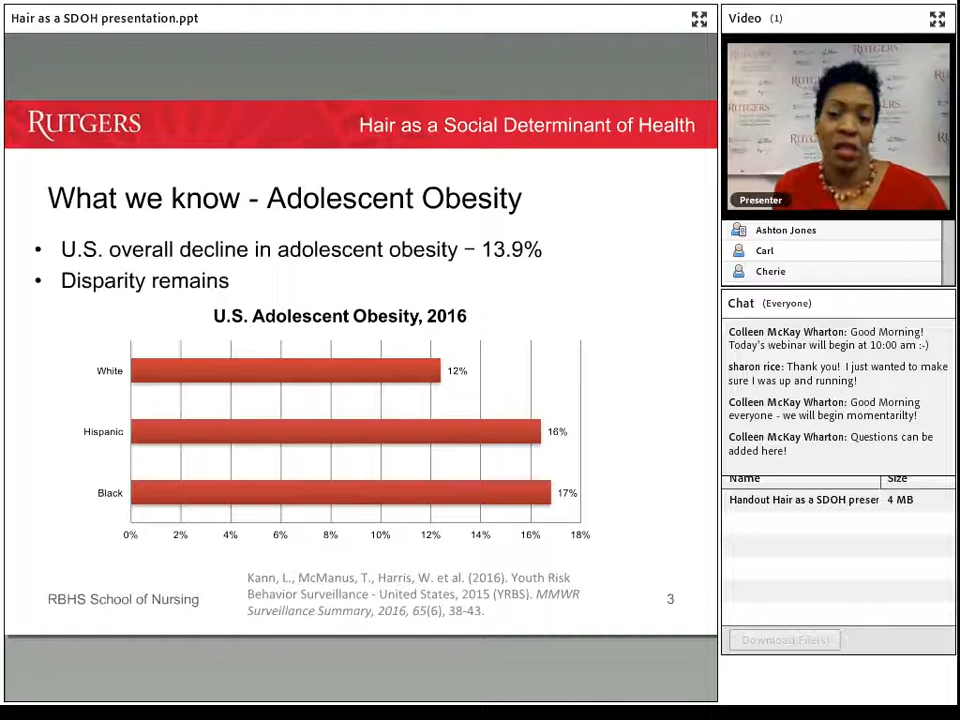 Hair as a SDOH presentation.ppt
RUTGERS
Hair as a Social Determinant of Health
What we know - Adolescent Obesity
• U.S. overall decline in adolescent obesity – 13.9%
• Disparity remains
U.S. Adolescent Obesity, 2016
White
12%
Hispanic
16%
Black
17%
0% 2% 4% 6% 8% 10% 12% 14% 16% 18%
Kann, L., McManus, T., Harris, W. et al. (2016). Youth Risk
Behavior Surveillance - United States, 2015 (YRBS). MMWR
Surveillance Summary, 2016, 65(6), 38-43.
RBHS School of Nursing
3
Video (1)
RUTGERS
Presenter
Ashton Jones
Carl
Cherie
Chat (Everyone)
Colleen McKay Wharton: Good Morning!
Today's webinar will begin at 10:00 am :-)
sharon rice: Thank you! I just wanted to make
sure I was up and running!
Colleen McKay Wharton: Good Morning
everyone - we will begin momentarilty!
Colleen McKay Wharton: Questions can be
added here!
Name Size
Handout Hair as a SDOH preser 4 MB
Download File(s)